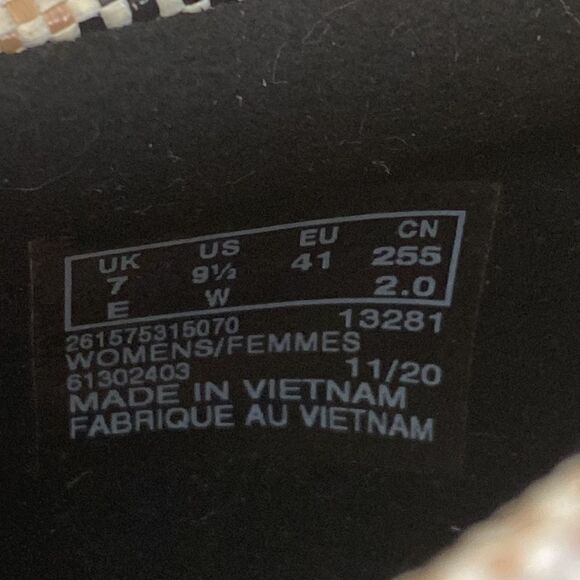 UK US EU CN
7 9½ 41 255
E W 2.0
261575315070 13281
WOMENS/FEMMES
61302403 11/20
MADE IN VIETNAM
FABRIQUE AU VIETNAM